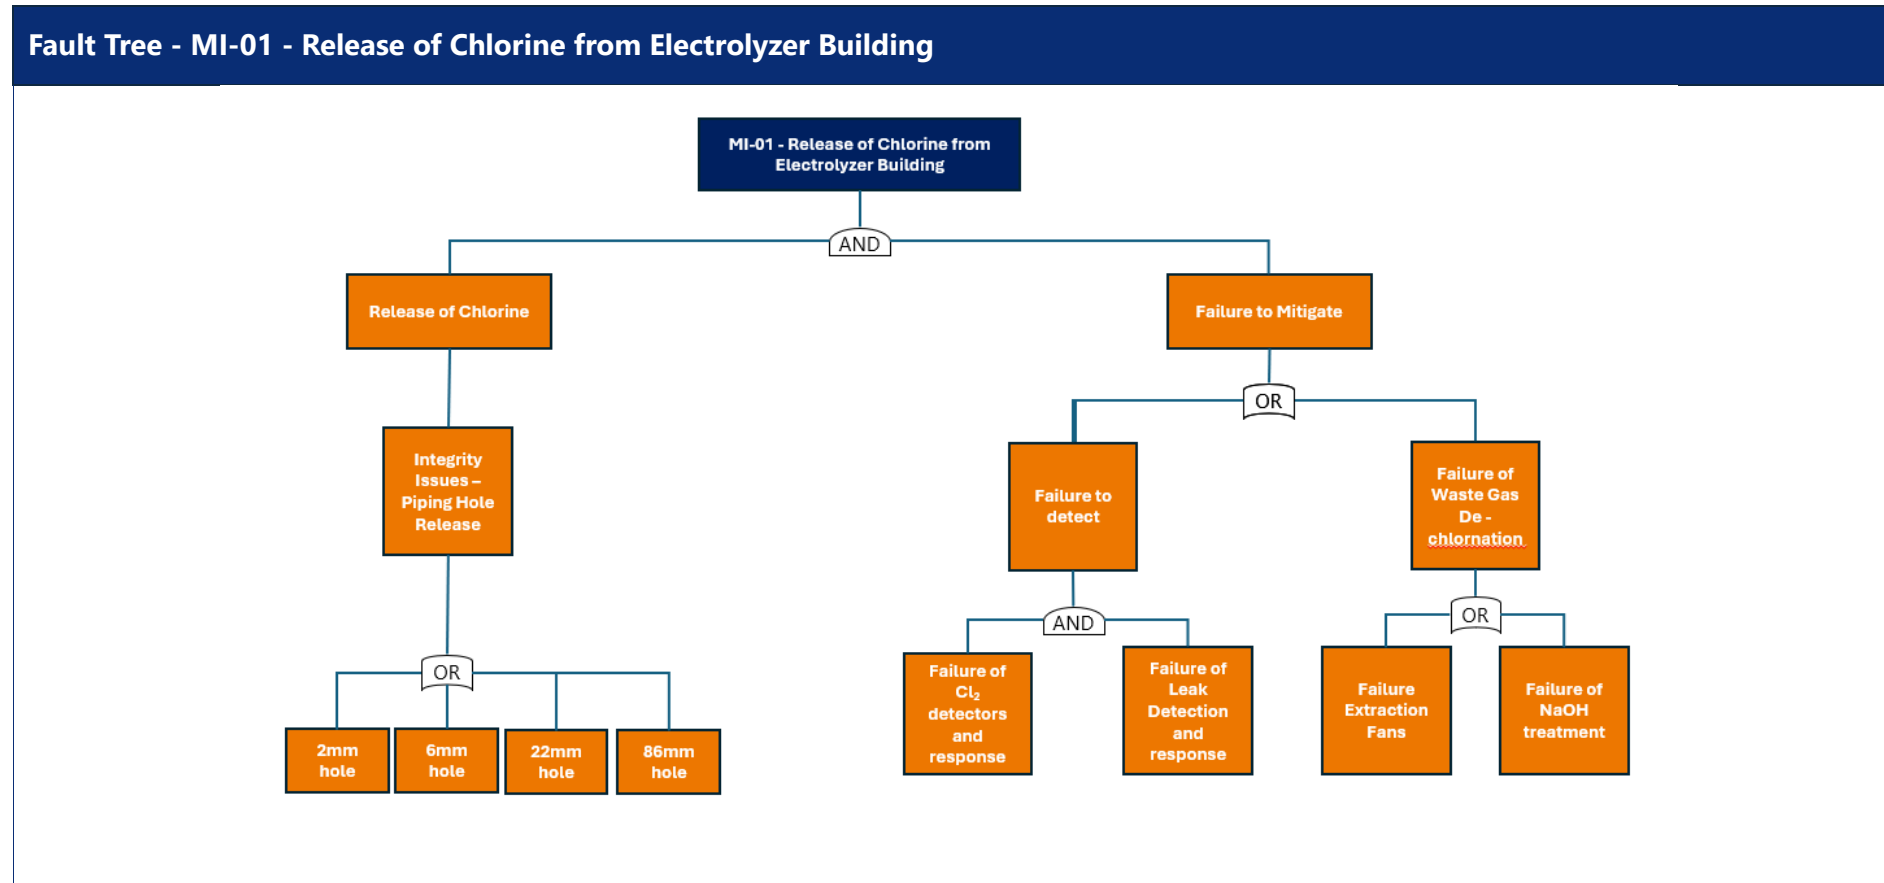 Fault Tree - MI-01 - Release of Chlorine from Electrolyzer Building
MI-01 - Release of Chlorine from
Electrolyzer Building
AND
Release of Chlorine
Failure to Mitigate
OR
Integrity
Issues –
Piping Hole
Release
Failure to
detect
Failure of
Waste Gas
De -
chlornation
OR
AND
OR
2mm
hole
6mm
hole
22mm
hole
86mm
hole
Failure of
Cl₂
detectors
and
response
Failure of
Leak
Detection
and
response
Failure
Extraction
Fans
Failure of
NaOH
treatment